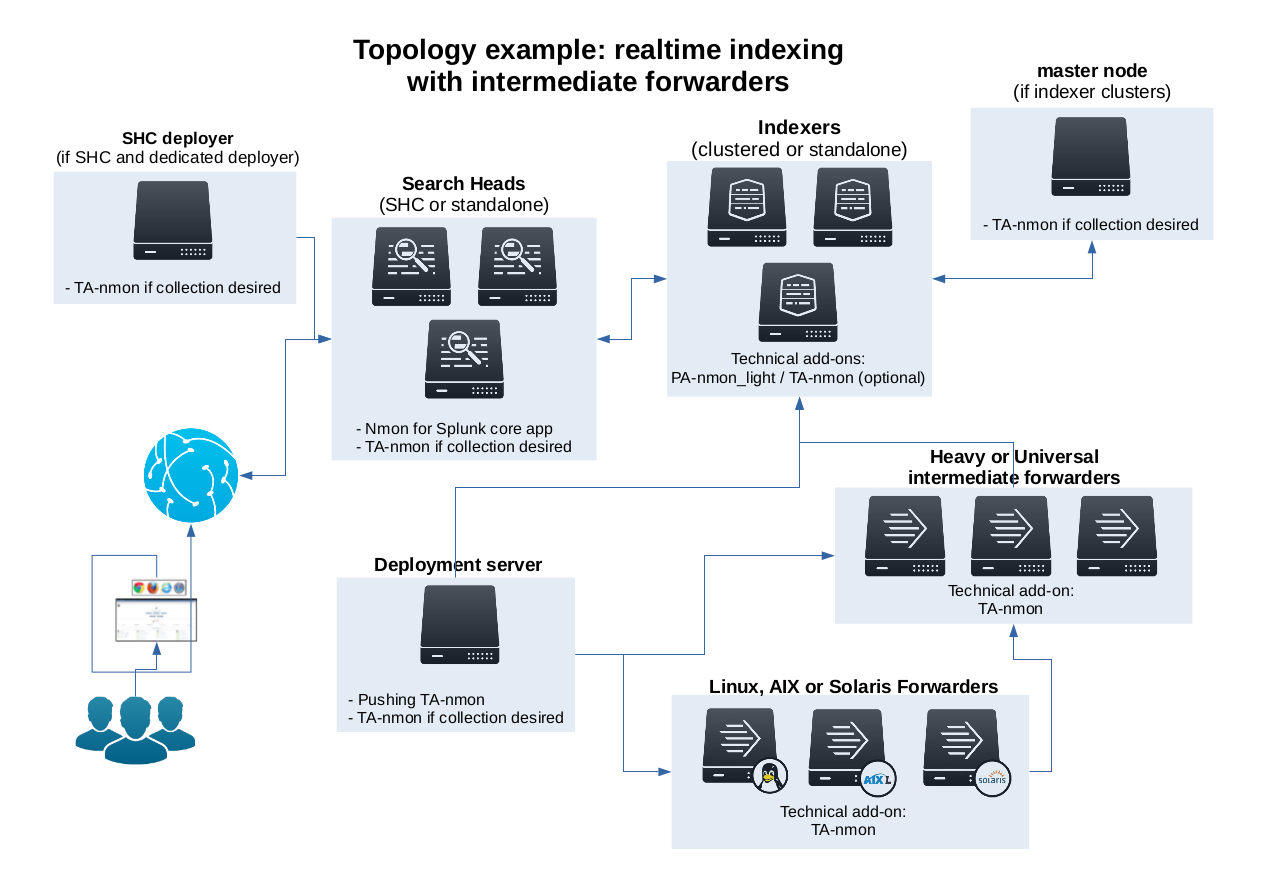 Topology example: realtime indexing
with intermediate forwarders
master node
(if indexer clusters)
- TA-nmon if collection desired
SHC deployer
(if SHC and dedicated deployer)
- TA-nmon if collection desired
Search Heads
(SHC or standalone)
- Nmon for Splunk core app
- TA-nmon if collection desired
Indexers
(clustered or standalone)
Technical add-ons:
PA-nmon_light / TA-nmon (optional)
Heavy or Universal
intermediate forwarders
Technical add-on:
TA-nmon
Deployment server
- Pushing TA-nmon
- TA-nmon if collection desired
Linux, AIX or Solaris Forwarders
AIX L
solaris
Technical add-on:
TA-nmon